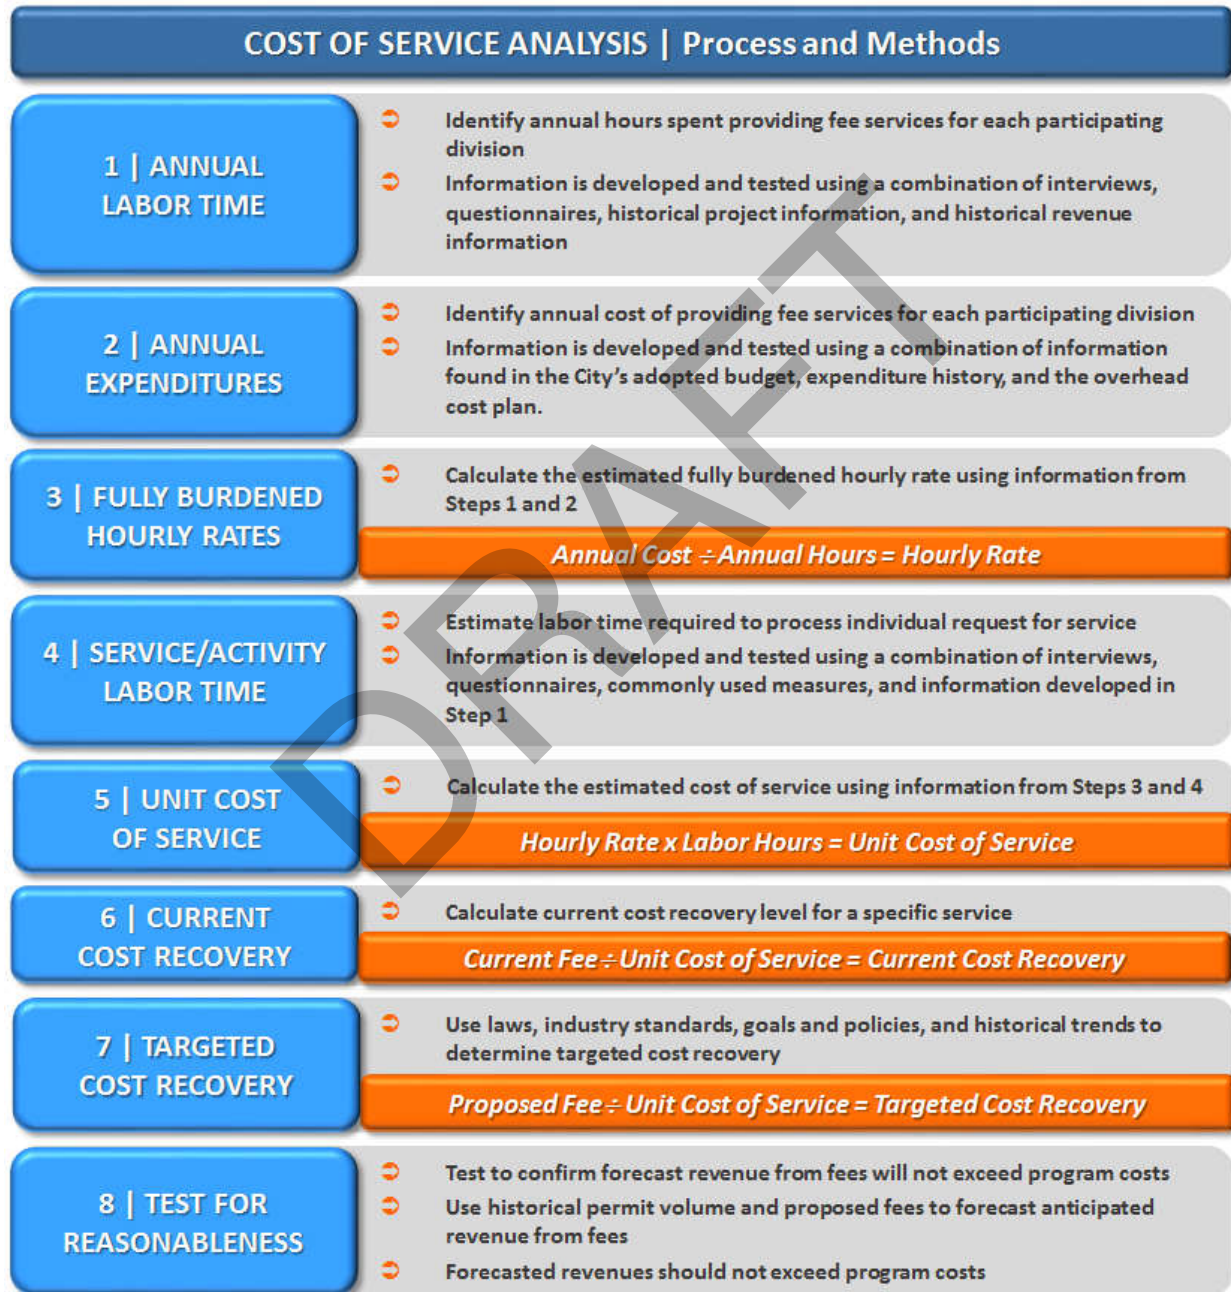 COST OF SERVICE ANALYSIS | Process and Methods
1 | ANNUAL
LABOR TIME
Identify annual hours spent providing fee services for each participating
division
Information is developed and tested using a combination of interviews,
questionnaires, historical project information, and historical revenue
information
2 | ANNUAL
EXPENDITURES
Identify annual cost of providing fee services for each participating division
Information is developed and tested using a combination of information
found in the City's adopted budget, expenditure history, and the overhead
cost plan.
3 | FULLY BURDENED
HOURLY RATES
Calculate the estimated fully burdened hourly rate using information from
Steps 1 and 2
Annual Cost ÷ Annual Hours = Hourly Rate
4 | SERVICE/ACTIVITY
LABOR TIME
Estimate labor time required to process individual request for service
Information is developed and tested using a combination of interviews,
questionnaires, commonly used measures, and information developed in
Step 1
5 | UNIT COST
OF SERVICE
Calculate the estimated cost of service using information from Steps 3 and 4
Hourly Rate x Labor Hours = Unit Cost of Service
6 | CURRENT
COST RECOVERY
Calculate current cost recovery level for a specific service
Current Fee ÷ Unit Cost of Service = Current Cost Recovery
7 | TARGETED
COST RECOVERY
Use laws, industry standards, goals and policies, and historical trends to
determine targeted cost recovery
Proposed Fee ÷ Unit Cost of Service = Targeted Cost Recovery
8 | TEST FOR
REASONABLENESS
Test to confirm forecast revenue from fees will not exceed program costs
Use historical permit volume and proposed fees to forecast anticipated
revenue from fees
Forecasted revenues should not exceed program costs
DRAFT